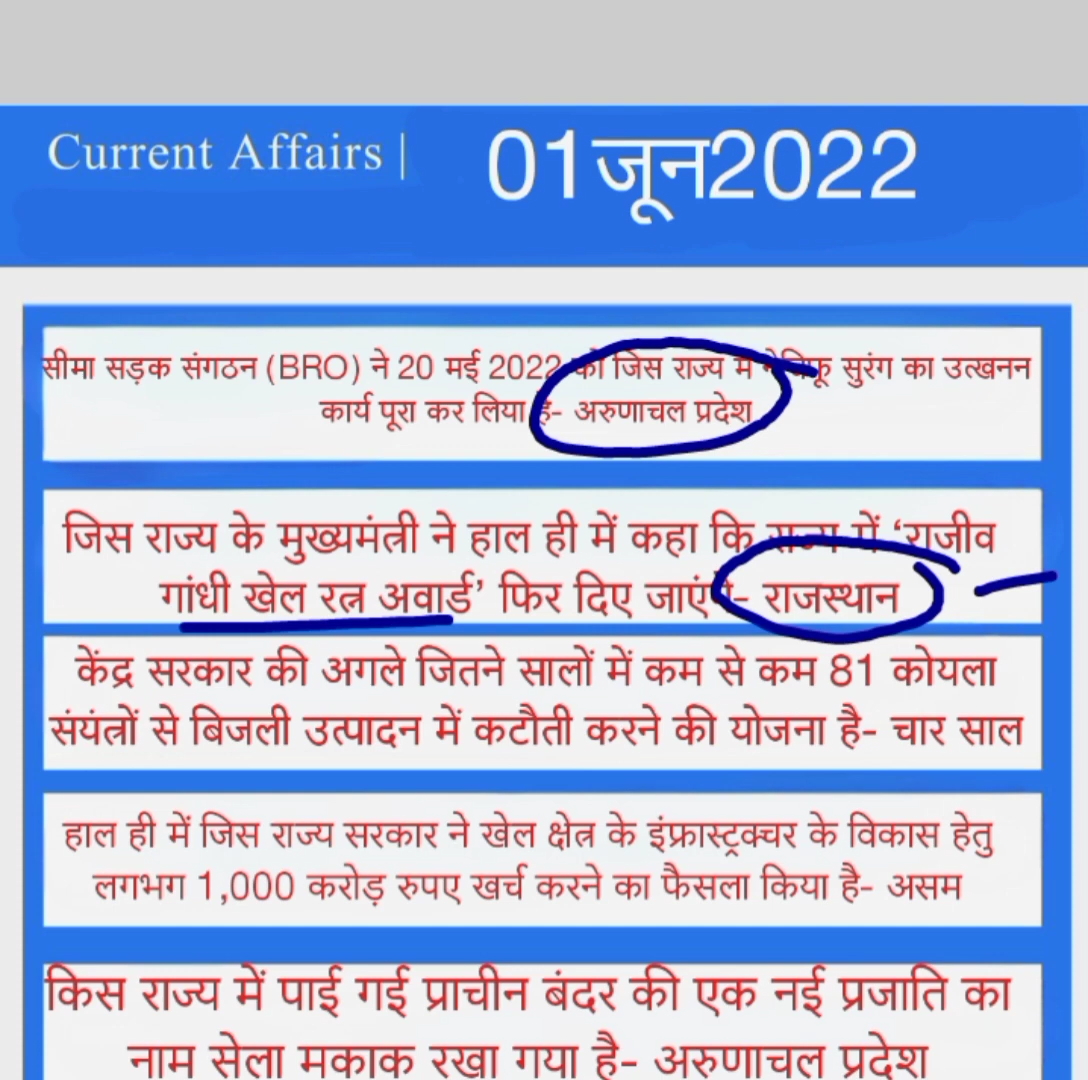 Current Affairs |
01जून2022
सीमा सड़क संगठन (BRO) ने 20 मई 2022 को जिस राज्य में सुरंग का उत्खनन
कार्य पूरा कर लिया है- अरुणाचल प्रदेश
जिस राज्य के मुख्यमंत्री ने हाल ही में कहा कि राज्य में ‘राजीव
गांधी खेल रत्न अवार्ड’ फिर दिए जाएंगे- राजस्थान
केंद्र सरकार की अगले जितने सालों में कम से कम 81 कोयला
संयंत्रों से बिजली उत्पादन में कटौती करने की योजना है- चार साल
हाल ही में जिस राज्य सरकार ने खेल क्षेत्र के इंफ्रास्ट्रक्चर के विकास हेतु
लगभग 1,000 करोड़ रुपए खर्च करने का फैसला किया है- असम
किस राज्य में पाई गई प्राचीन बंदर की एक नई प्रजाति का
नाम सेला मकाक रखा गया है- अरुणाचल प्रदेश